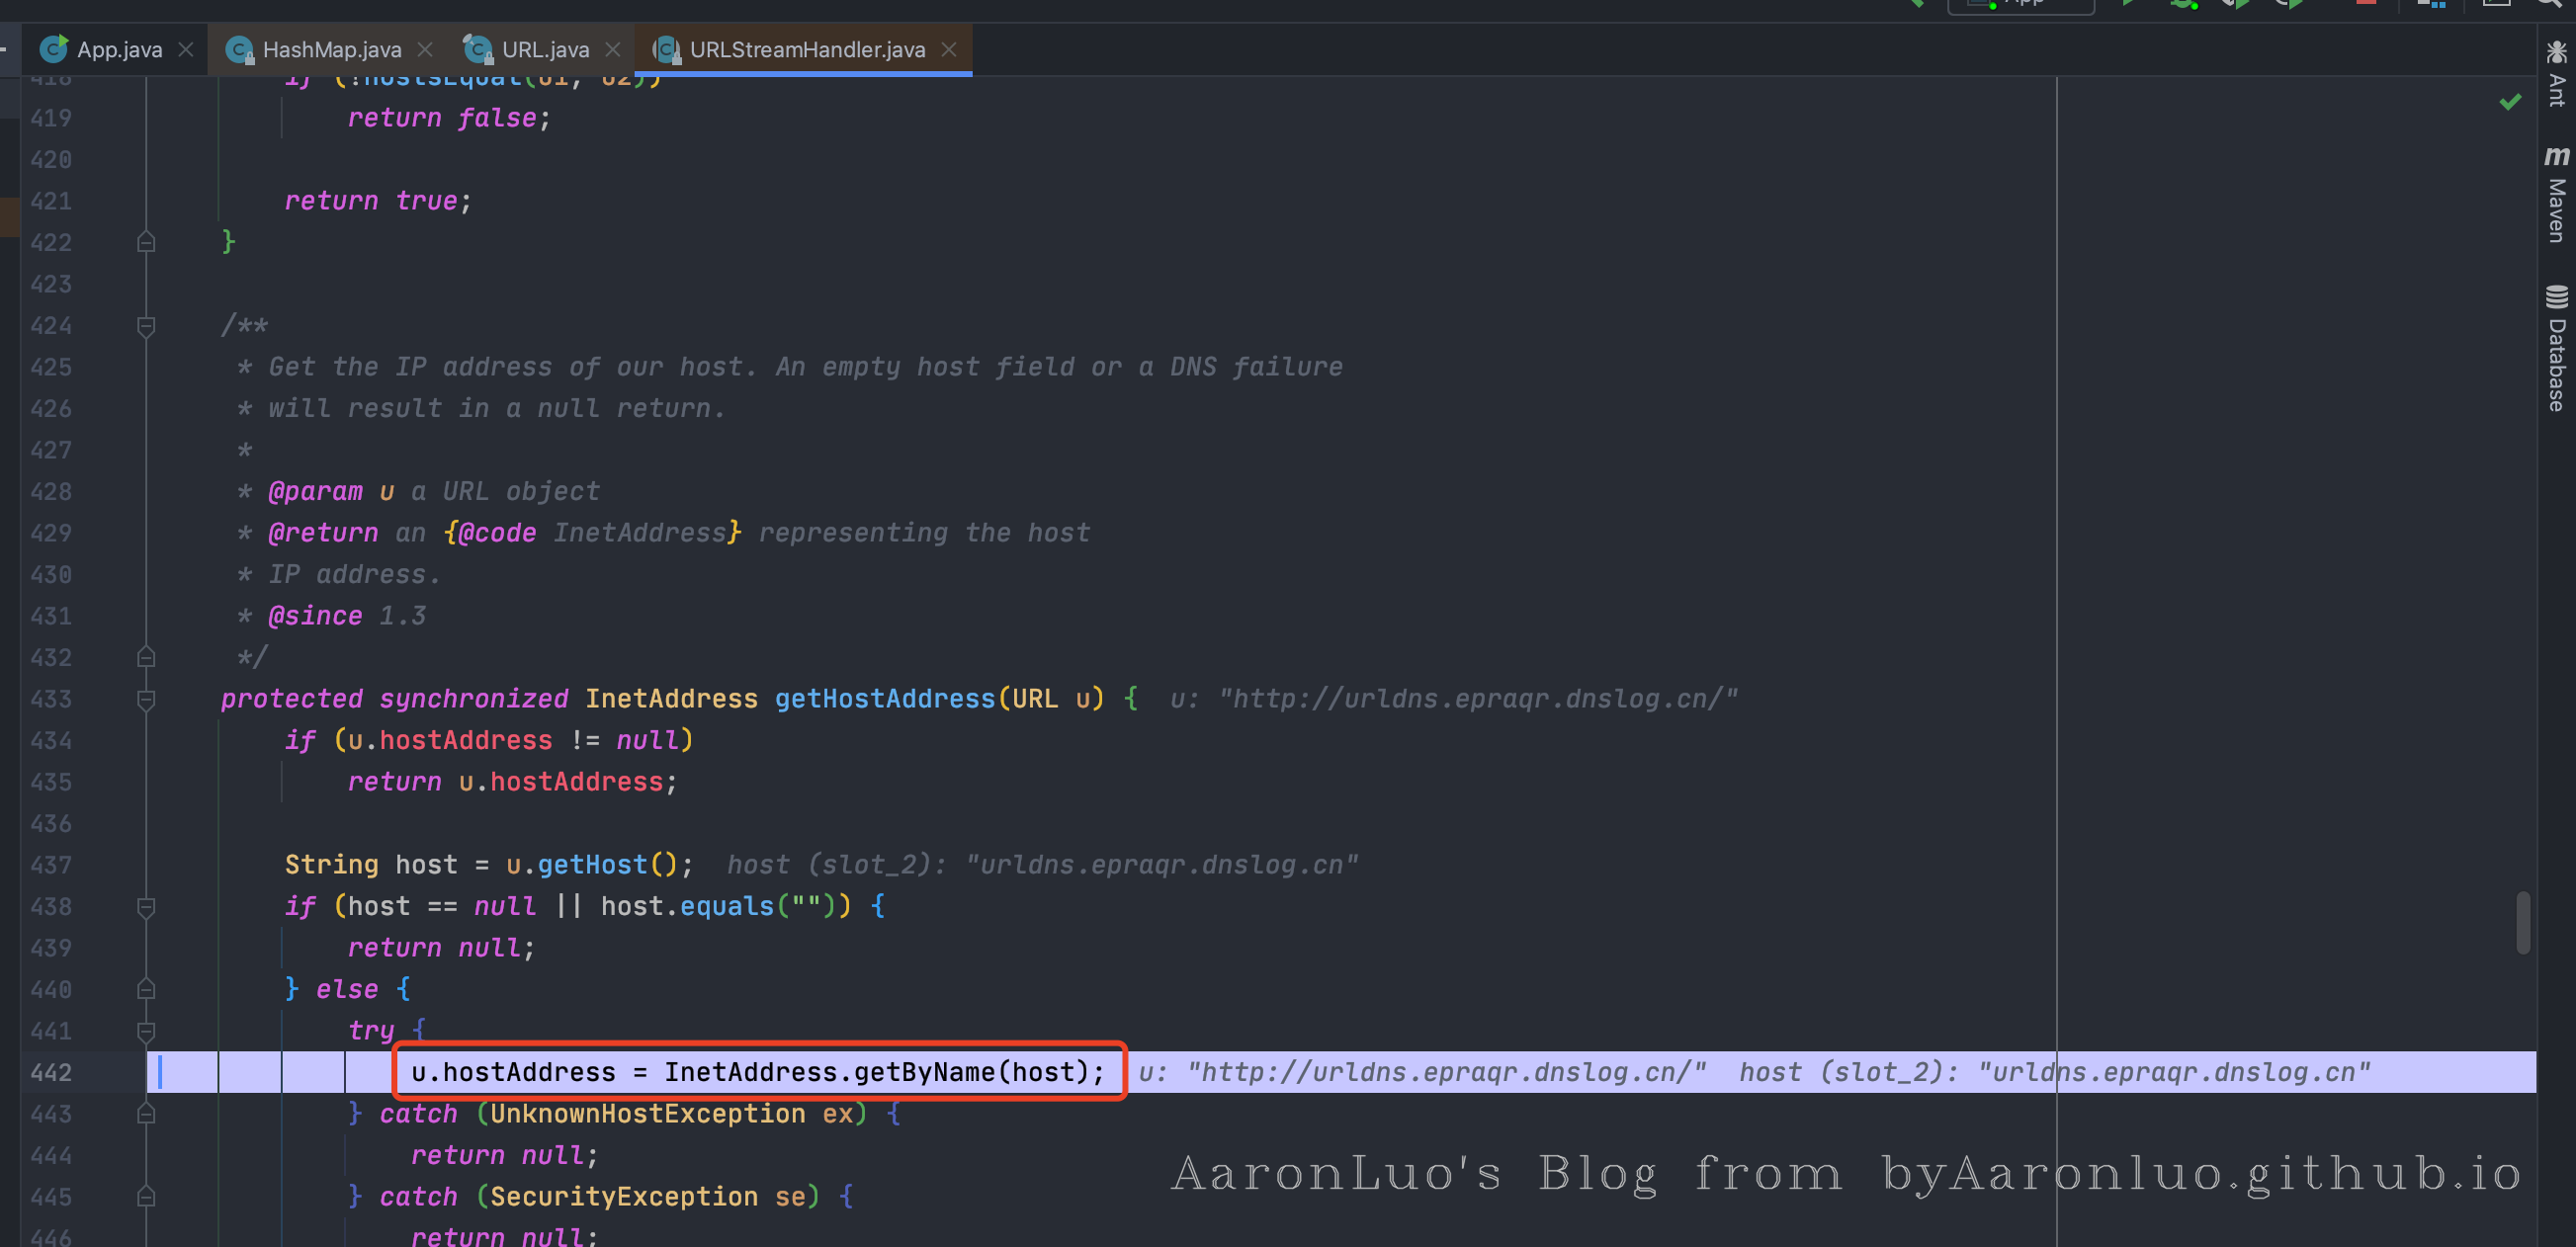 App
App.java
HashMap.java
URL.java
URLStreamHandler.java
418 if (!hostsEqual(u1, u2))
419 return false;
420
421 return true;
422 }
423
424 /**
425 * Get the IP address of our host. An empty host field or a DNS failure
426 * will result in a null return.
427 *
428 * @param u a URL object
429 * @return an {@code InetAddress} representing the host
430 * IP address.
431 * @since 1.3
432 */
433 protected synchronized InetAddress getHostAddress(URL u) { u: "http://urldns.epraqr.dnslog.cn/"
434 if (u.hostAddress != null)
435 return u.hostAddress;
436
437 String host = u.getHost(); host (slot_2): "urldns.epraqr.dnslog.cn"
438 if (host == null || host.equals("")) {
439 return null;
440 } else {
441 try {
442 u.hostAddress = InetAddress.getByName(host); u: "http://urldns.epraqr.dnslog.cn/" host (slot_2): "urldns.epraqr.dnslog.cn"
443 } catch (UnknownHostException ex) {
444 return null;
445 } catch (SecurityException se) {
446 return null;
Ant
m Maven
Database
AaronLuo's Blog from byAaronluo.github.io